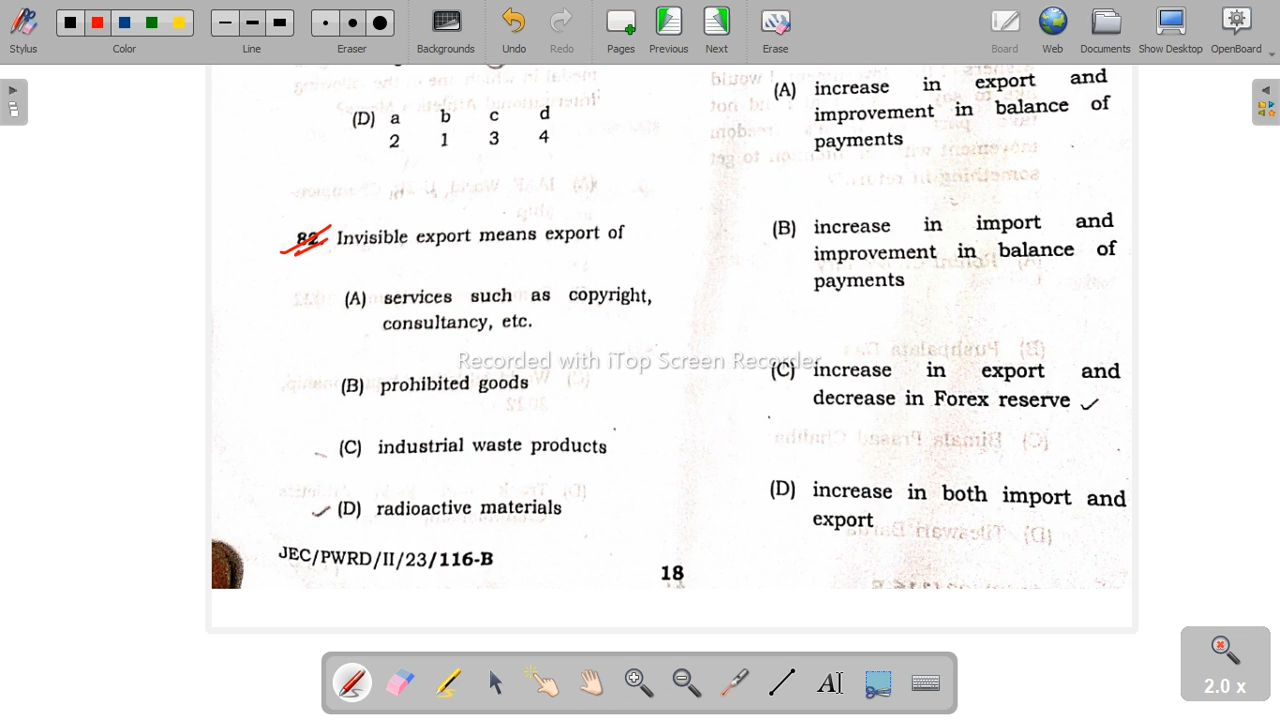 Stylus
Color
Line
Eraser
Backgrounds
Undo
Redo
Pages
Previous
Next
Erase
Board
Web
Documents
Show Desktop
OpenBoard
(D) a b c d
2 1 3 4
82. Invisible export means export of
(A) services such as copyright,
consultancy, etc.
(B) prohibited goods
(C) industrial waste products
(D) radioactive materials
JEC/PWRD/II/23/116-B
18
(A) increase in export and
improvement in balance of
payments
(B) increase in import and
improvement in balance of
payments
(C) increase in export and
decrease in Forex reserve
(D) increase in both import and
export
Recorded with iTop Screen Recorder
2.0 x